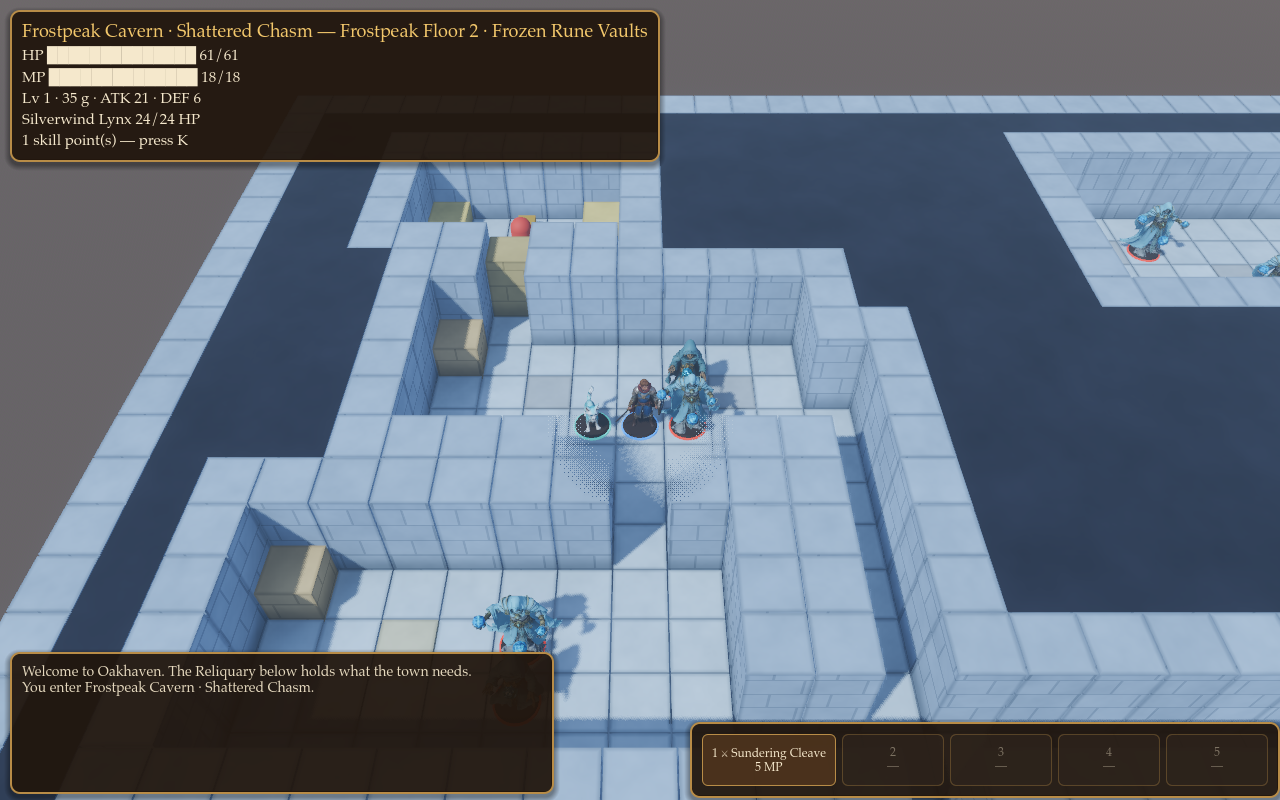 Frostpeak Cavern · Shattered Chasm — Frostpeak Floor 2 · Frozen Rune Vaults
HP 61/61
MP 18/18
Lv 1 · 35 g · ATK 21 · DEF 6
Silverwind Lynx 24/24 HP
1 skill point(s) — press K
Welcome to Oakhaven. The Reliquary below holds what the town needs.
You enter Frostpeak Cavern · Shattered Chasm.
1 ⚔ Sundering Cleave
5 MP
2
—
3
—
4
—
5
—